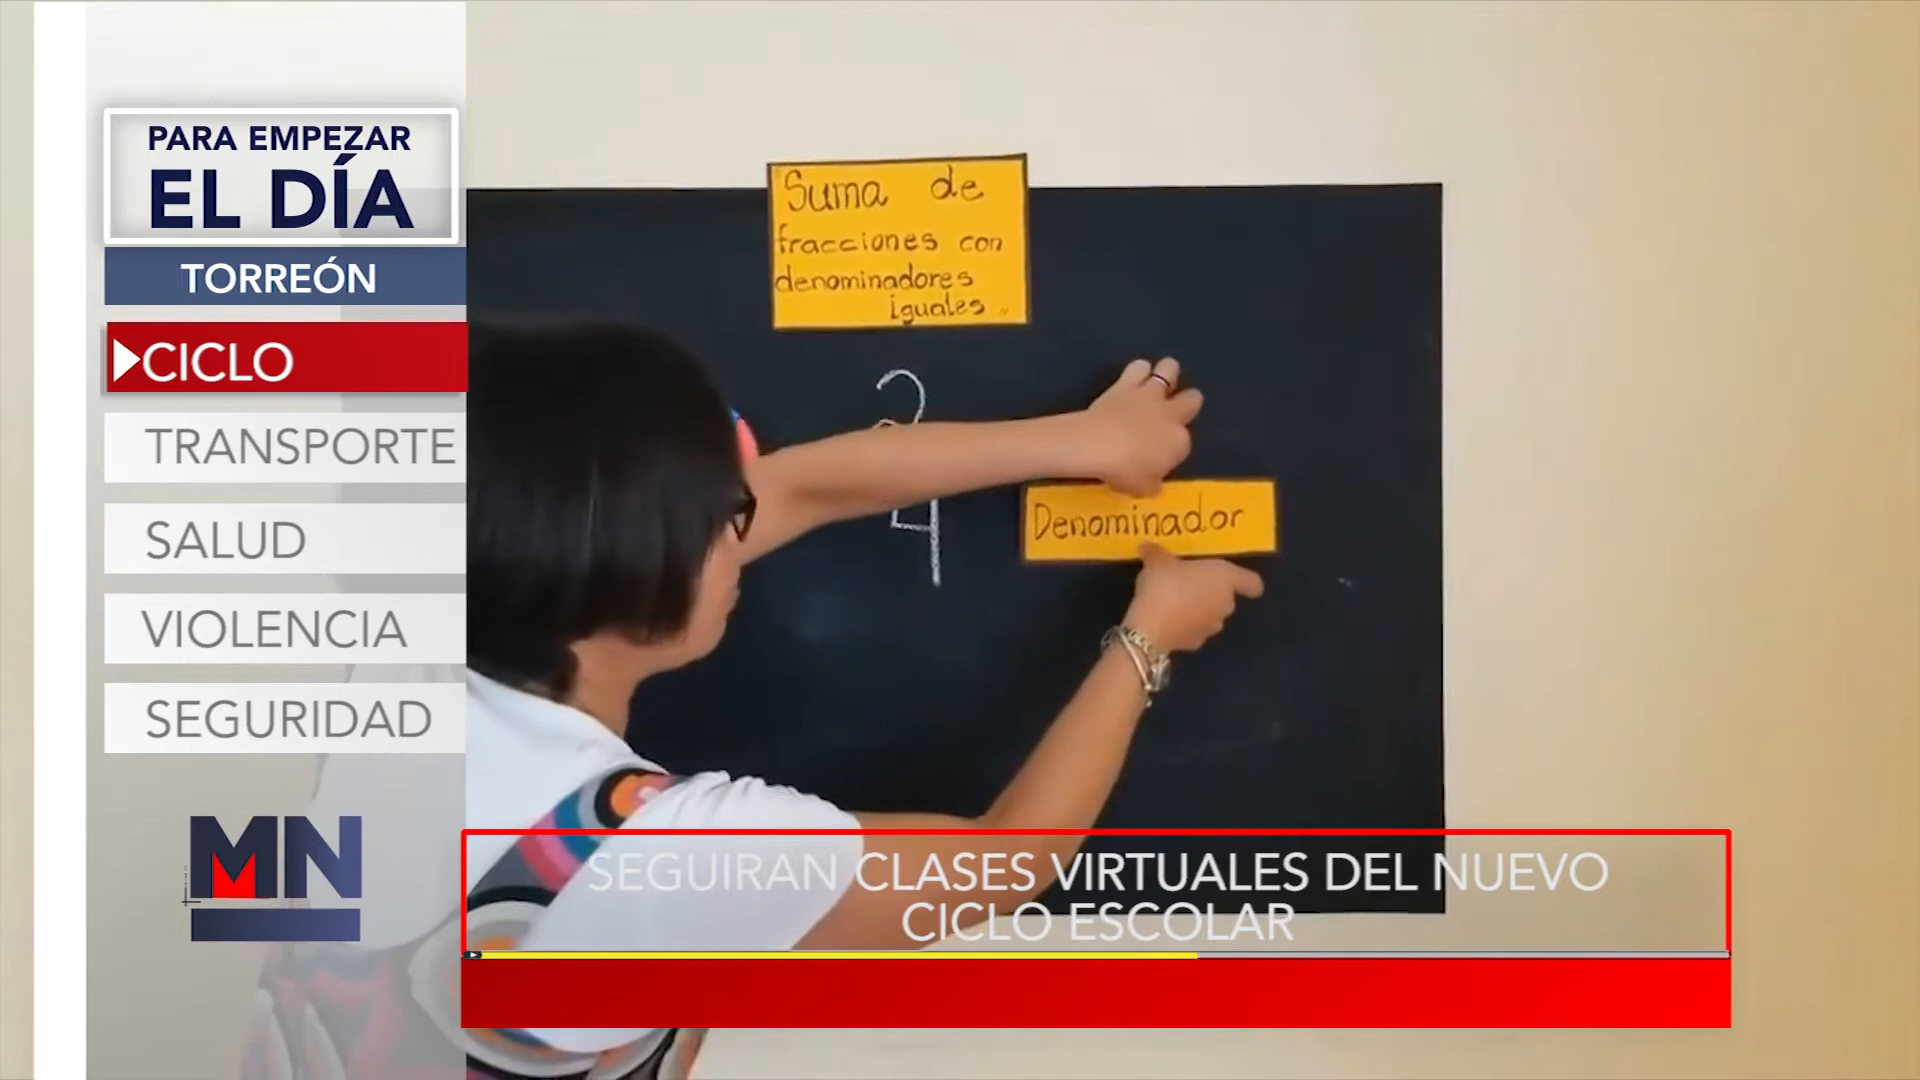 PARA EMPEZAR
EL DÍA
TORREÓN
CICLO
TRANSPORTE
SALUD
VIOLENCIA
SEGURIDAD
MN
Suma de
fracciones con
denominadores
iguales
4
Denominador
SEGUIRAN CLASES VIRTUALES DEL NUEVO
CICLO ESCOLAR